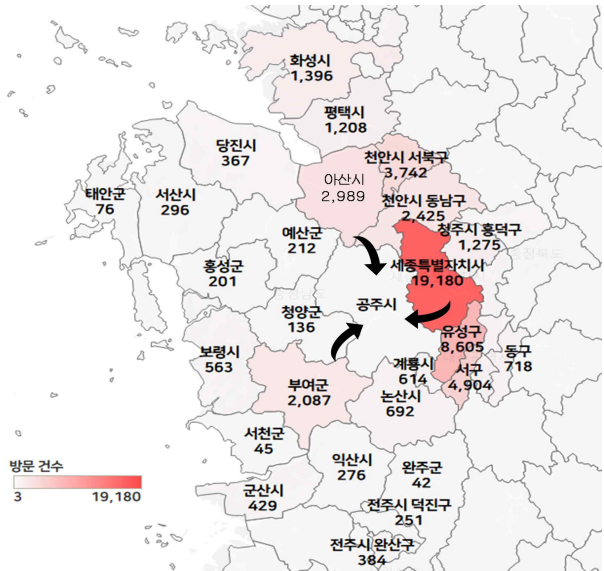 화성시
1,396
평택시
1,208
당진시
367
천안시 서북구
3,742
아산시
2,989
태안군
76
서산시
296
천안시 동남구
2,425
예산군
212
청주시 흥덕구
1,275
홍성군
201
세종특별자치시
19,180
공주시
청양군
136
유성구
8,605
보령시
563
동구
718
계룡시
614
서구
4,904
부여군
2,087
논산시
692
서천군
45
익산시
276
완주군
42
방문 건수
3 19,180
군산시
429
전주시 덕진구
251
전주시 완산구
384